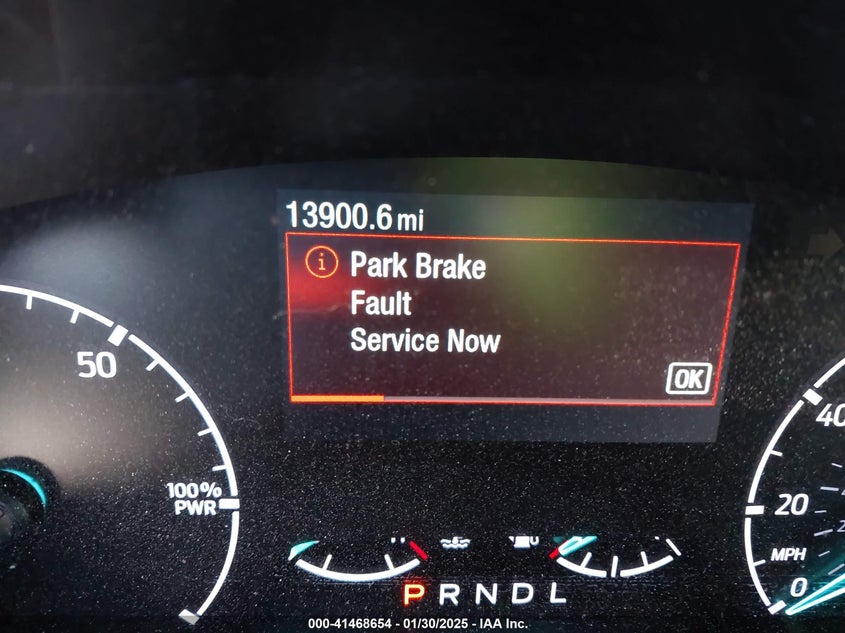 13900.6 mi
i Park Brake
Fault
Service Now
OK
50
40
100%
PWR
20
MPH
0
P R N D L
000-41468654 - 01/30/2025 - IAA Inc.